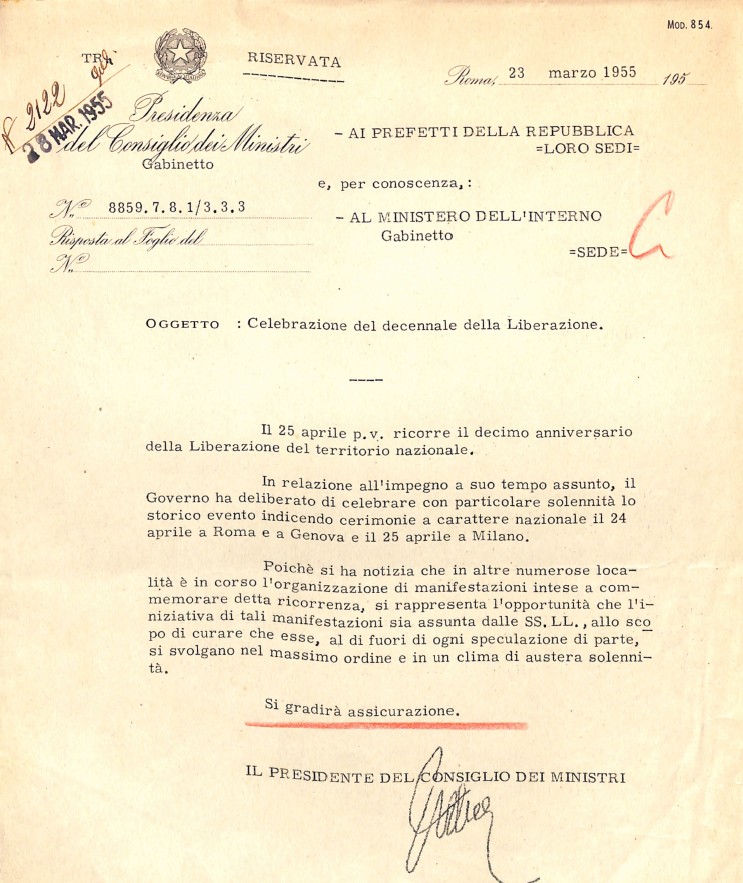 MOD. 854.
TR
RISERVATA
Roma, 23 marzo 1955 195
N 2122
28 MAR. 1955
Presidenza
del Consiglio dei Ministri
Gabinetto
- AI PREFETTI DELLA REPUBBLICA
=LORO SEDI=
e, per conoscenza, :
N.º 8859.7.8.1/3.3.3
- AL MINISTERO DELL'INTERNO
Gabinetto
=SEDE=
Risposta al Foglio del
N.º
OGGETTO : Celebrazione del decennale della Liberazione.
----
Il 25 aprile p.v. ricorre il decimo anniversario
della Liberazione del territorio nazionale.
In relazione all'impegno a suo tempo assunto, il
Governo ha deliberato di celebrare con particolare solennità lo
storico evento indicendo cerimonie a carattere nazionale il 24
aprile a Roma e a Genova e il 25 aprile a Milano.
Poichè si ha notizia che in altre numerose loca-
lità è in corso l'organizzazione di manifestazioni intese a com-
memorare detta ricorrenza, si rappresenta l'opportunità che l'i-
niziativa di tali manifestazioni sia assunta dalle SS. LL., allo sco
po di curare che esse, al di fuori di ogni speculazione di parte,
si svolgano nel massimo ordine e in un clima di austera solenni-
tà.
Si gradirà assicurazione.
IL PRESIDENTE DEL CONSIGLIO DEI MINISTRI